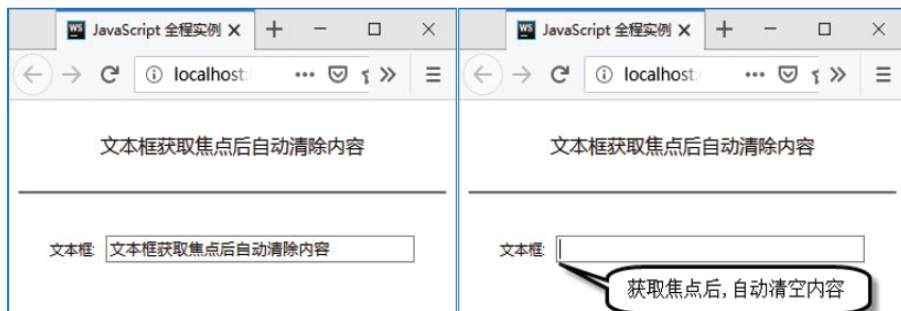 WS JavaScript 全程实例
localhost:
文本框获取焦点后自动清除内容
文本框: 文本框获取焦点后自动清除内容
WS JavaScript 全程实例
localhost:
文本框获取焦点后自动清除内容
文本框:
获取焦点后,自动清空内容